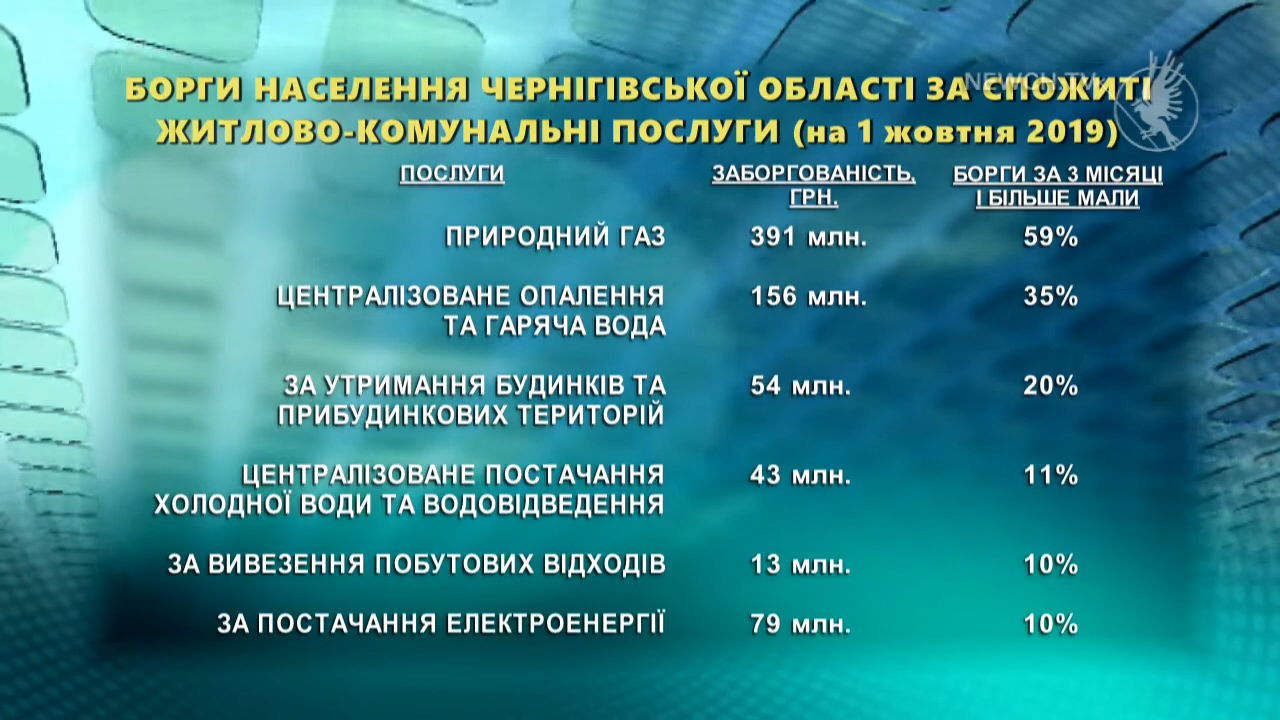 NEWCH.TV
БОРГИ НАСЕЛЕННЯ ЧЕРНІГІВСЬКОЇ ОБЛАСТІ ЗА СПОЖИТІ
ЖИТЛОВО-КОМУНАЛЬНІ ПОСЛУГИ (на 1 жовтня 2019)
ПОСЛУГИ ЗАБОРГОВАНІСТЬ, ГРН. БОРГИ ЗА 3 МІСЯЦІ І БІЛЬШЕ МАЛИ
ПРИРОДНИЙ ГАЗ 391 млн. 59%
ЦЕНТРАЛІЗОВАНЕ ОПАЛЕННЯ 156 млн. 35%
ТА ГАРЯЧА ВОДА
ЗА УТРИМАННЯ БУДИНКІВ ТА 54 млн. 20%
ПРИБУДИНКОВИХ ТЕРИТОРІЙ
ЦЕНТРАЛІЗОВАНЕ ПОСТАЧАННЯ 43 млн. 11%
ХОЛОДНОЇ ВОДИ ТА ВОДОВІДВЕДЕННЯ
ЗА ВИВЕЗЕННЯ ПОБУТОВИХ ВІДХОДІВ 13 млн. 10%
ЗА ПОСТАЧАННЯ ЕЛЕКТРОЕНЕРГІЇ 79 млн. 10%